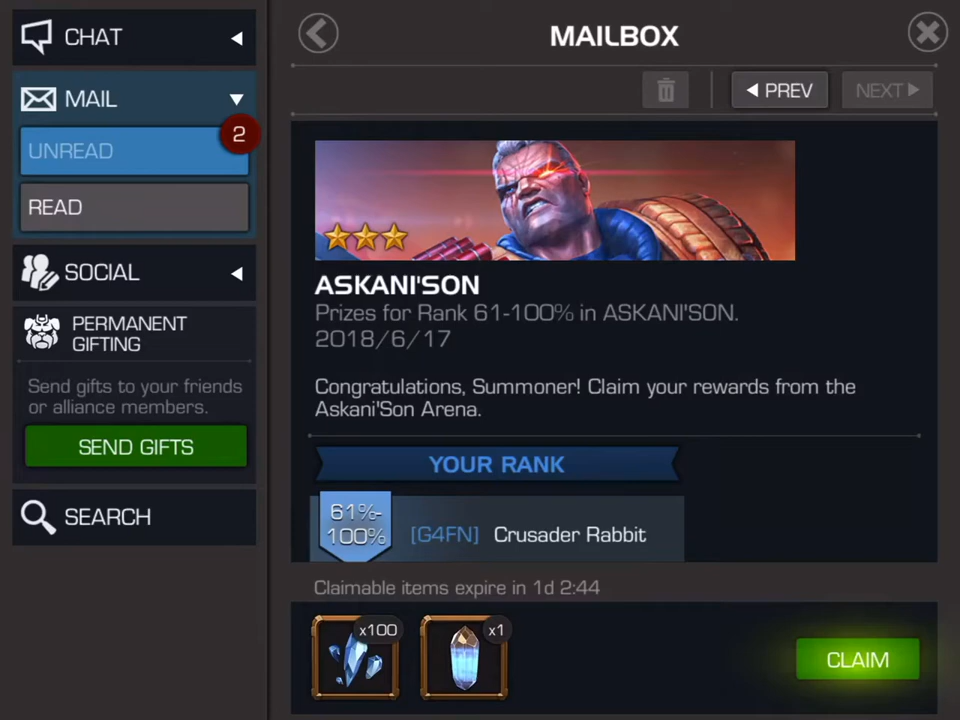 CHAT
MAIL
2
UNREAD
READ
SOCIAL
PERMANENT
GIFTING
Send gifts to your friends
or alliance members.
SEND GIFTS
SEARCH
MAILBOX
PREV
NEXT
ASKANI'SON
Prizes for Rank 61-100% in ASKANI"SON.
2018/6/17
Congratulations, Summoner! Claim your rewards from the
Askani'Son Arena.
YOUR RANK
61%-
100%
[G4FN] Crusader Rabbit
Claimable items expire in 1d 2:44
x100
x1
CLAIM